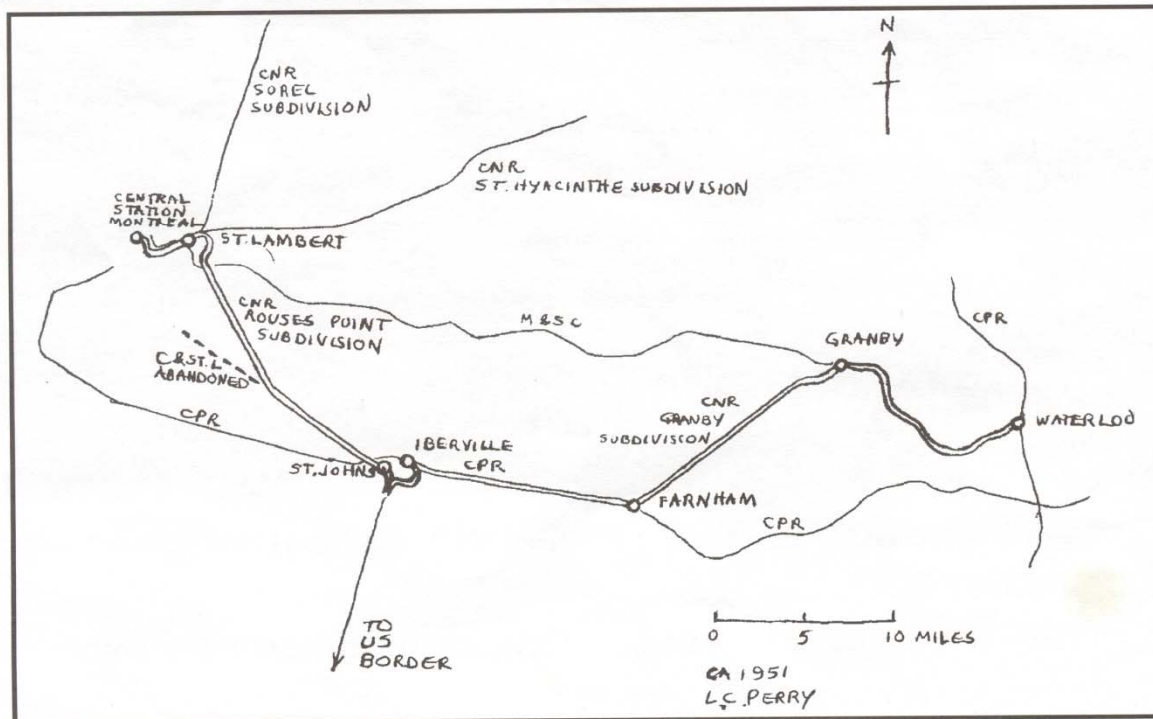 N
CNR
SOREL
SUBDIVISION
CNR
ST. HYACINTHE SUBDIVISION
CENTRAL
STATION
MONTREAL
ST. LAMBERT
CNR
ROUSES POINT
SUBDIVISION
M & S C
C & ST. L
ABANDONED
CPR
GRANBY
CPR
CNR
GRANBY
SUBDIVISION
WATERLOO
IBERVILLE
ST. JOHNS
CPR
FARNHAM
CPR
TO
US
BORDER
0 5 10 MILES
CA 1951
L.C. PERRY